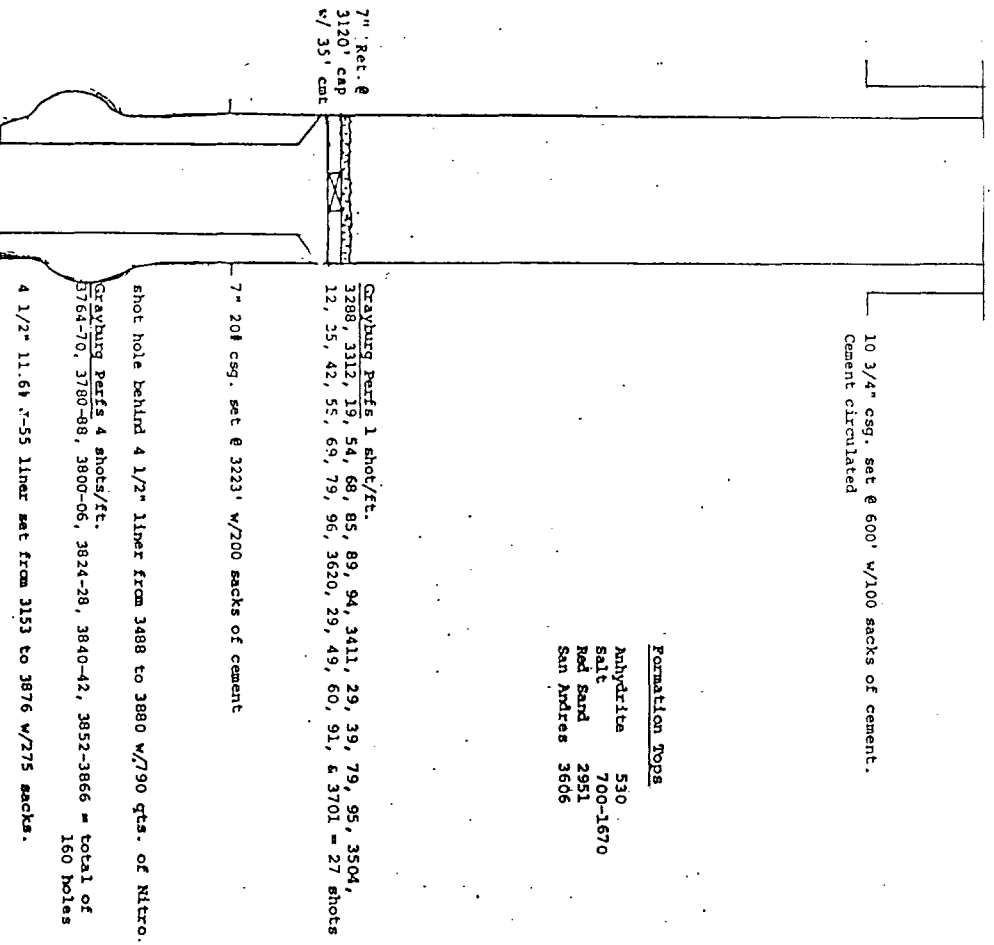 10 3/4" csg. set @ 600' w/100 sacks of cement.
Cement circulated
Formation Tops
Anhydrite 530
Salt 700-1670
Red Sand 2951
San Andres 3606
7" Ret. @
3120' cap
w/ 35' cmt
Grayburg Perfs 1 shot/ft.
3288, 3312, 19, 54, 68, 85, 89, 94, 3411, 29, 39, 79, 95, 3504,
12, 35, 42, 55, 69, 79, 96, 3620, 29, 49, 60, 91, & 3701 = 27 shots
7" 20# csg. set @ 3223' w/200 sacks of cement
shot hole behind 4 1/2" liner from 3488 to 3880 w/790 qts. of Nitro.
Grayburg Perfs 4 shots/ft.
3764-70, 3780-88, 3800-06, 3824-28, 3840-42, 3852-3866 = total of
160 holes
4 1/2" 11.6# J-55 liner set from 3153 to 3876 w/275 sacks.